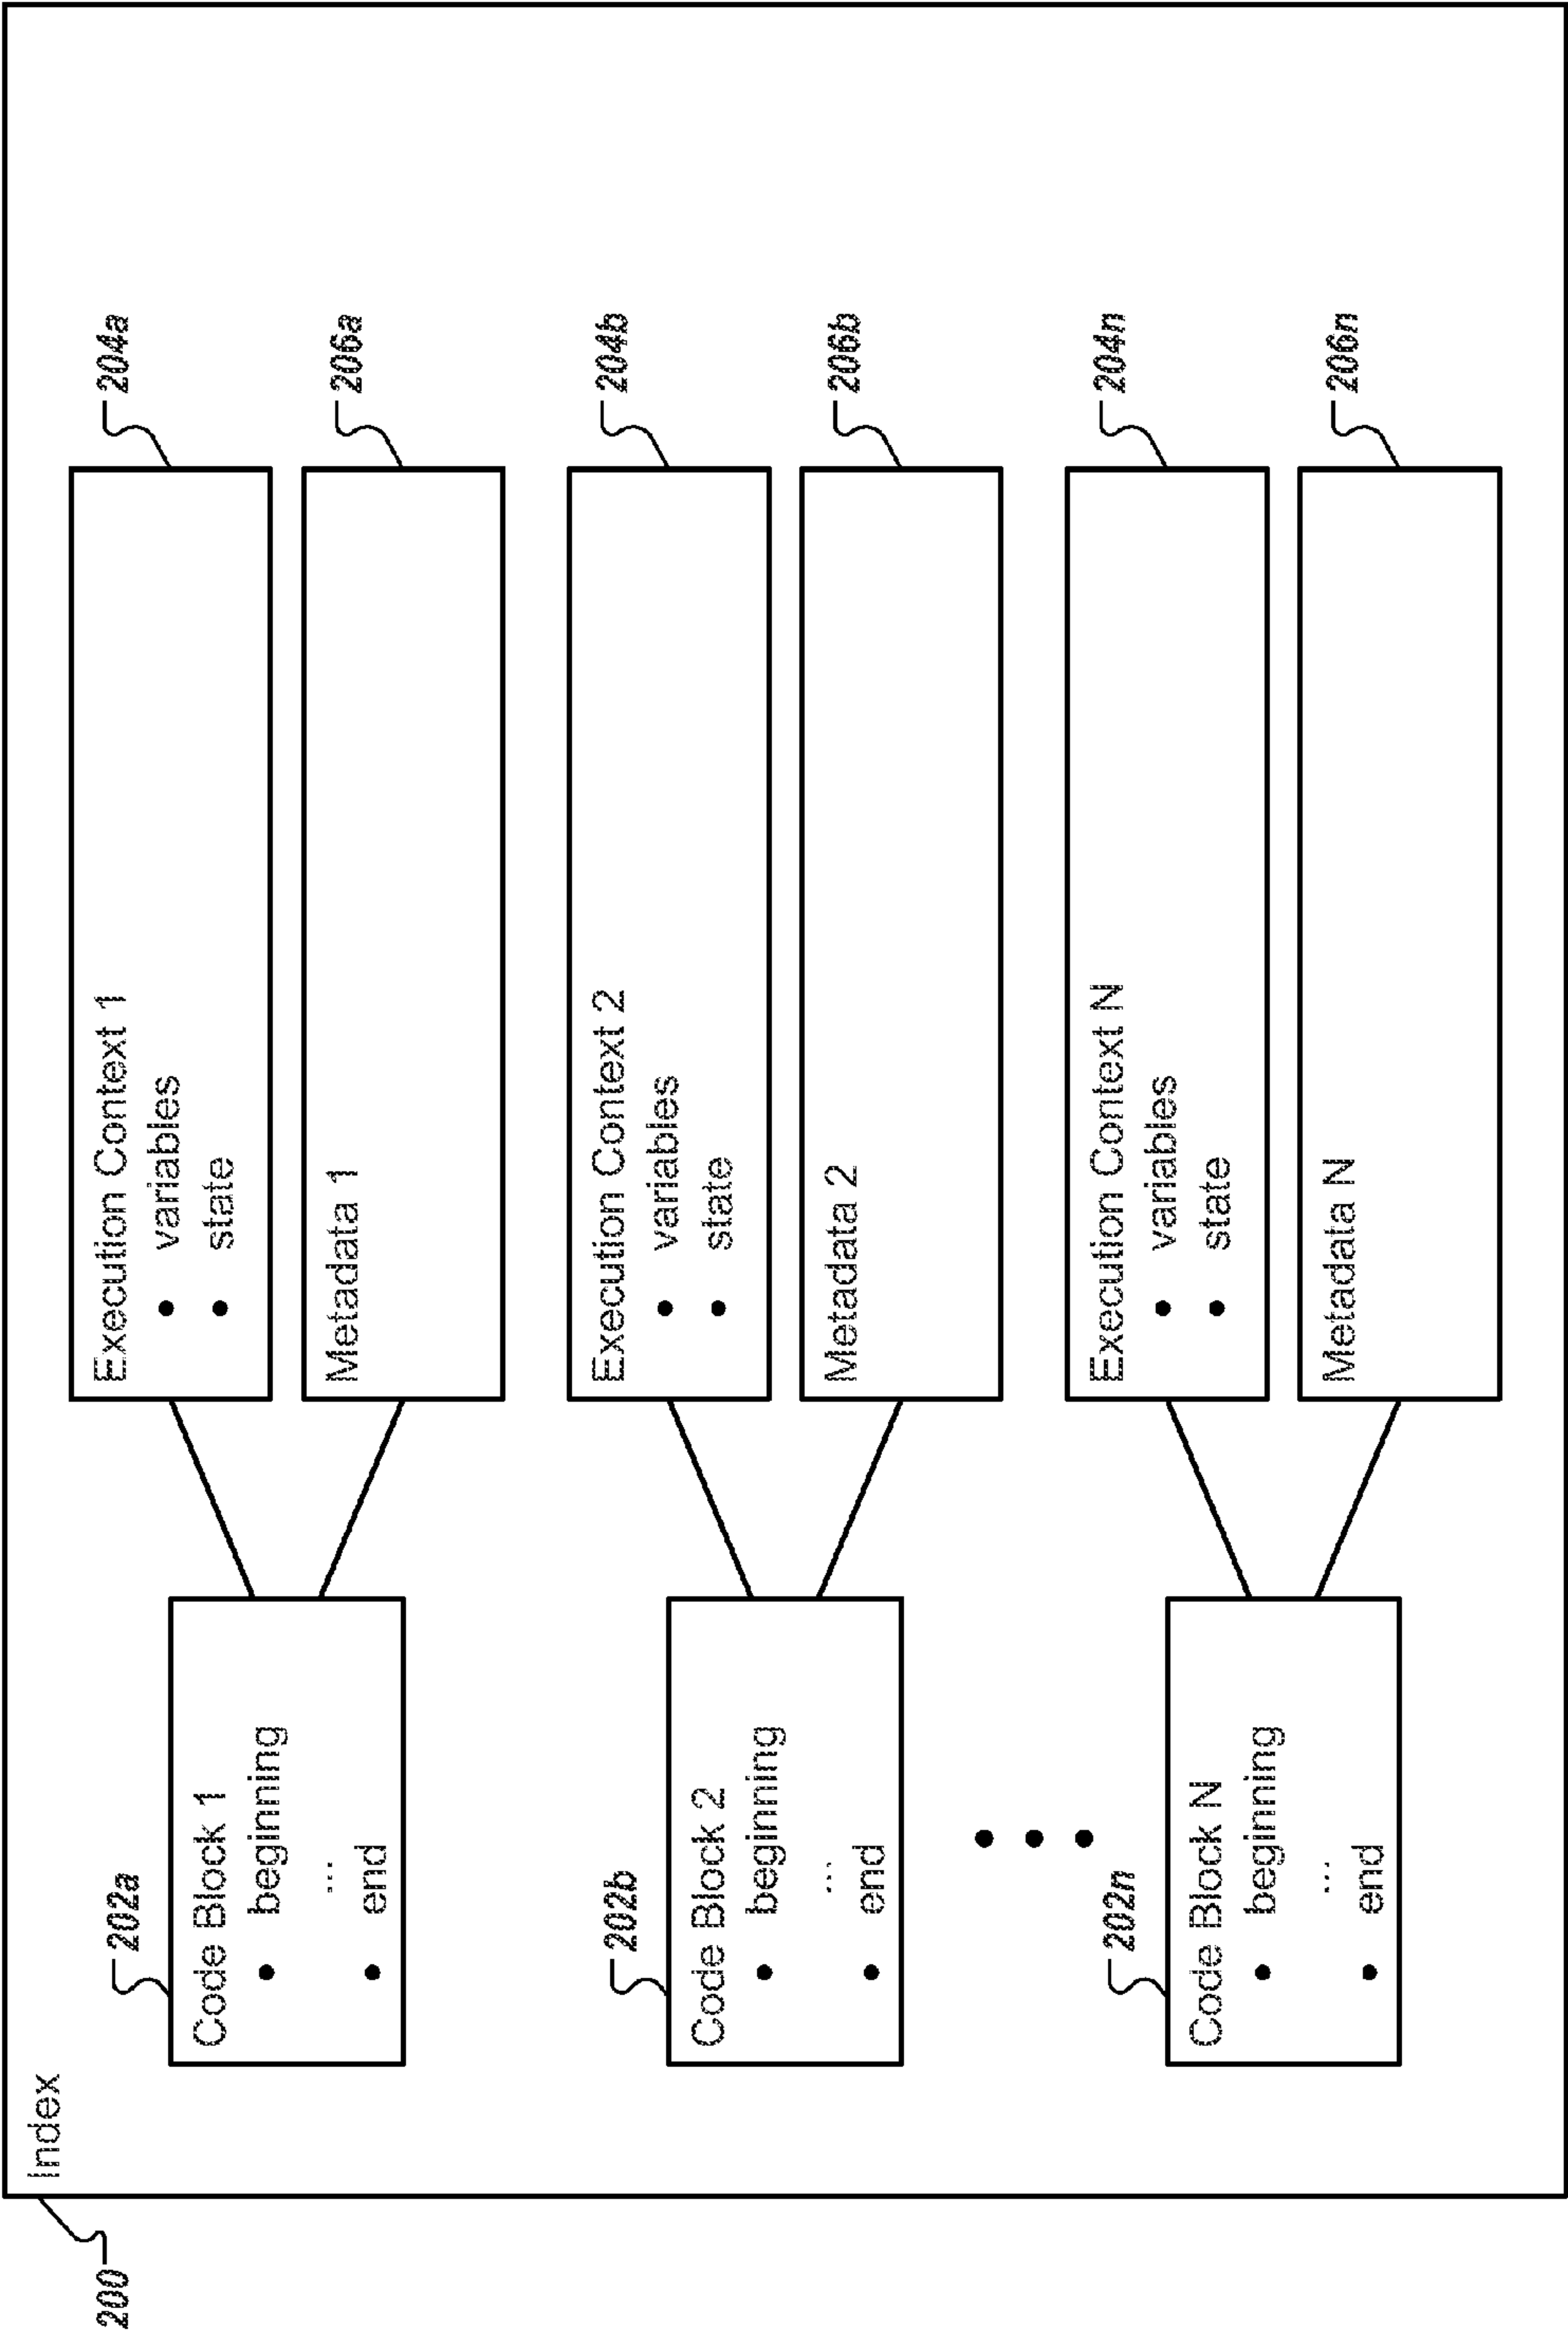 200
Index
202a
Code Block 1
• beginning
...
• end
Execution Context 1
• variables
• state
204a
Metadata 1
206a
202b
Code Block 2
• beginning
...
• end
Execution Context 2
• variables
• state
204b
Metadata 2
206b
202n
Code Block N
• beginning
...
• end
Execution Context N
• variables
• state
204n
Metadata N
206n